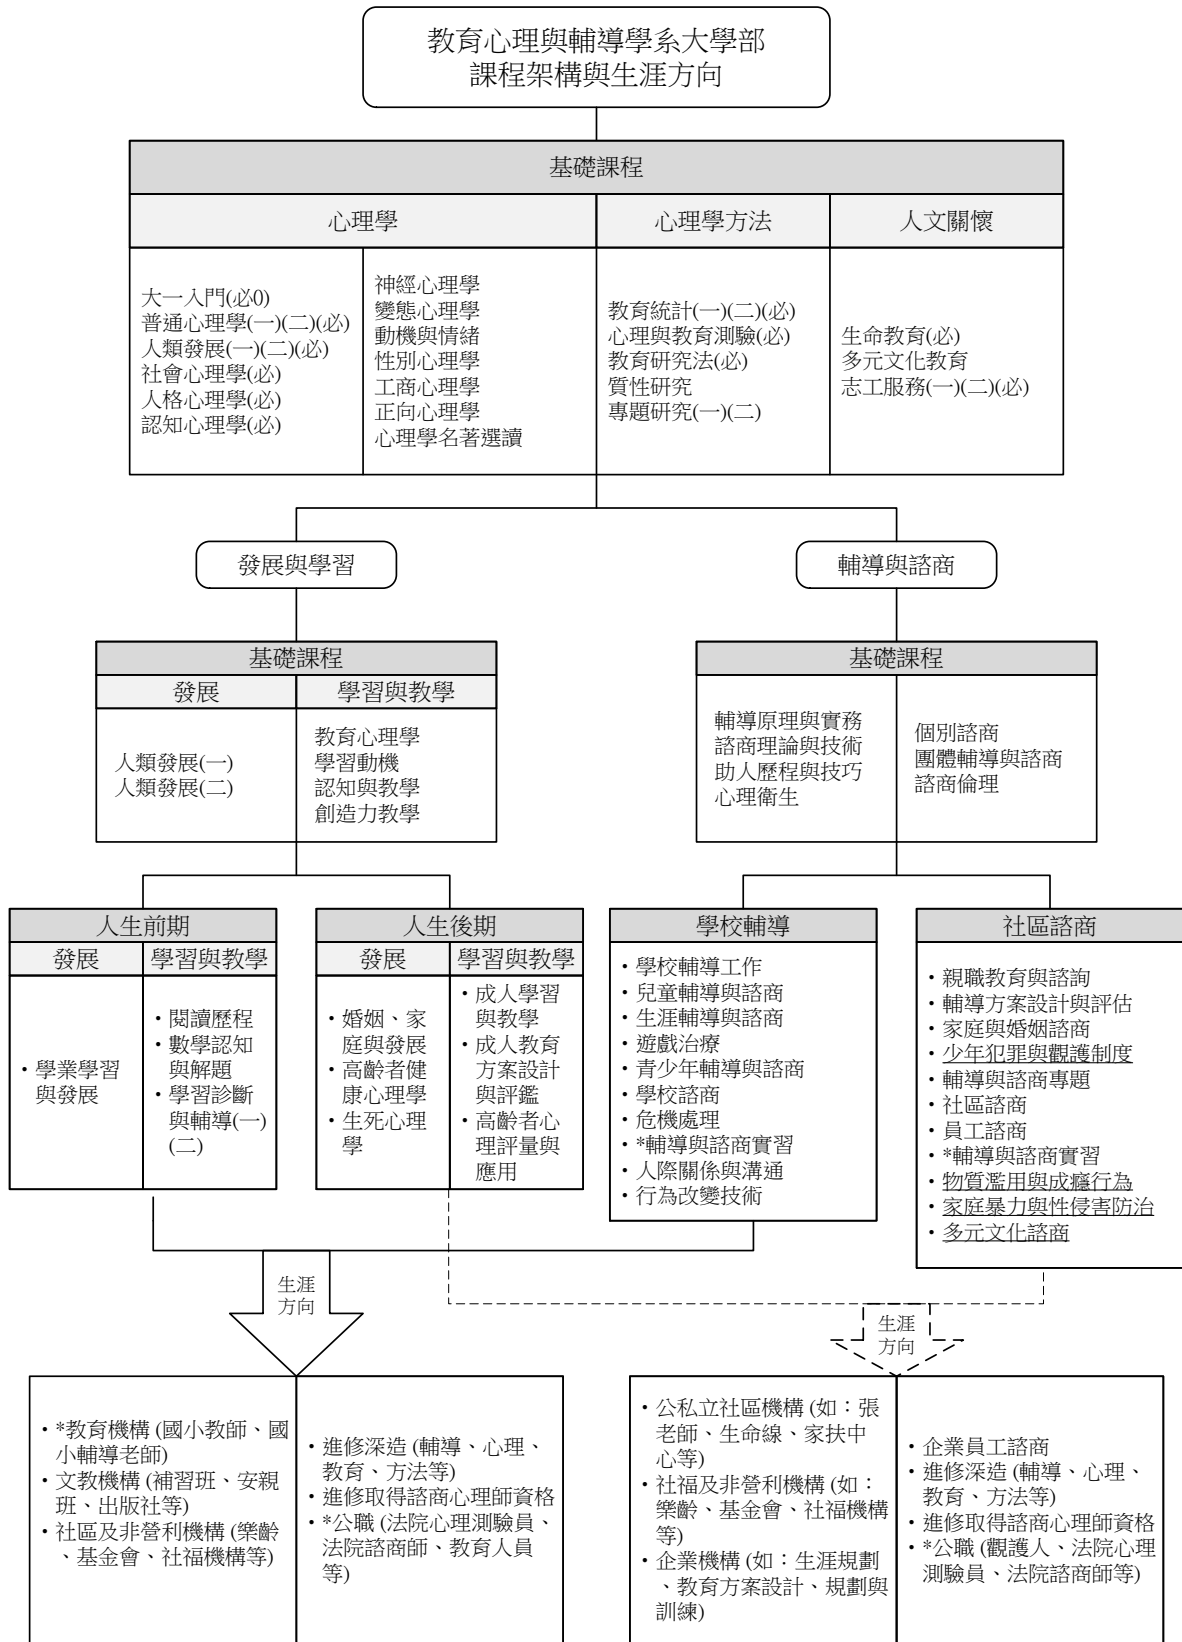 教育心理與輔導學系大學部
課程架構與生涯方向
基礎課程
心理學
心理學方法
人文關懷
大一入門(必0)
普通心理學(一)(二)(必)
人類發展(一)(二)(必)
社會心理學(必)
人格心理學(必)
認知心理學(必)
神經心理學
變態心理學
動機與情緒
性別心理學
工商心理學
正向心理學
心理學名著選讀
教育統計(一)(二)(必)
心理與教育測驗(必)
教育研究法(必)
質性研究
專題研究(一)(二)
生命教育(必)
多元文化教育
志工服務(一)(二)(必)
發展與學習
輔導與諮商
基礎課程
發展
學習與教學
人類發展(一)
人類發展(二)
教育心理學
學習動機
認知與教學
創造力教學
基礎課程
輔導原理與實務
諮商理論與技術
助人歷程與技巧
心理衛生
個別諮商
團體輔導與諮商
諮商倫理
人生前期
發展
學習與教學
・學業學習
與發展
・閱讀歷程
・數學認知
與解題
・學習診斷
與輔導(一)
(二)
人生後期
發展
學習與教學
・婚姻、家
庭與發展
・高齡者健
康心理學
・生死心理
學
・成人學習
與教學
・成人教育
方案設計
與評鑑
・高齡者心
理評量與
應用
學校輔導
・學校輔導工作
・兒童輔導與諮商
・生涯輔導與諮商
・遊戲治療
・青少年輔導與諮商
・學校諮商
・危機處理
・*輔導與諮商實習
・人際關係與溝通
・行為改變技術
社區諮商
・親職教育與諮詢
・輔導方案設計與評估
・家庭與婚姻諮商
・少年犯罪與觀護制度
・輔導與諮商專題
・社區諮商
・員工諮商
・*輔導與諮商實習
・物質濫用與成癮行為
・家庭暴力與性侵害防治
・多元文化諮商
生涯
方向
生涯
方向
・*教育機構 (國小教師、國
小輔導老師)
・文教機構 (補習班、安親
班、出版社等)
・社區及非營利機構 (樂齡
、基金會、社福機構等)
・進修深造 (輔導、心理、
教育、方法等)
・進修取得諮商心理師資格
・*公職 (法院心理測驗員、
法院諮商師、教育人員
等)
・公私立社區機構 (如：張
老師、生命線、家扶中
心等)
・社福及非營利機構 (如：
樂齡、基金會、社福機構
等)
・企業機構 (如：生涯規劃
、教育方案設計、規劃與
訓練)
・企業員工諮商
・進修深造 (輔導、心理、
教育、方法等)
・進修取得諮商心理師資格
・*公職 (觀護人、法院心理
測驗員、法院諮商師等)